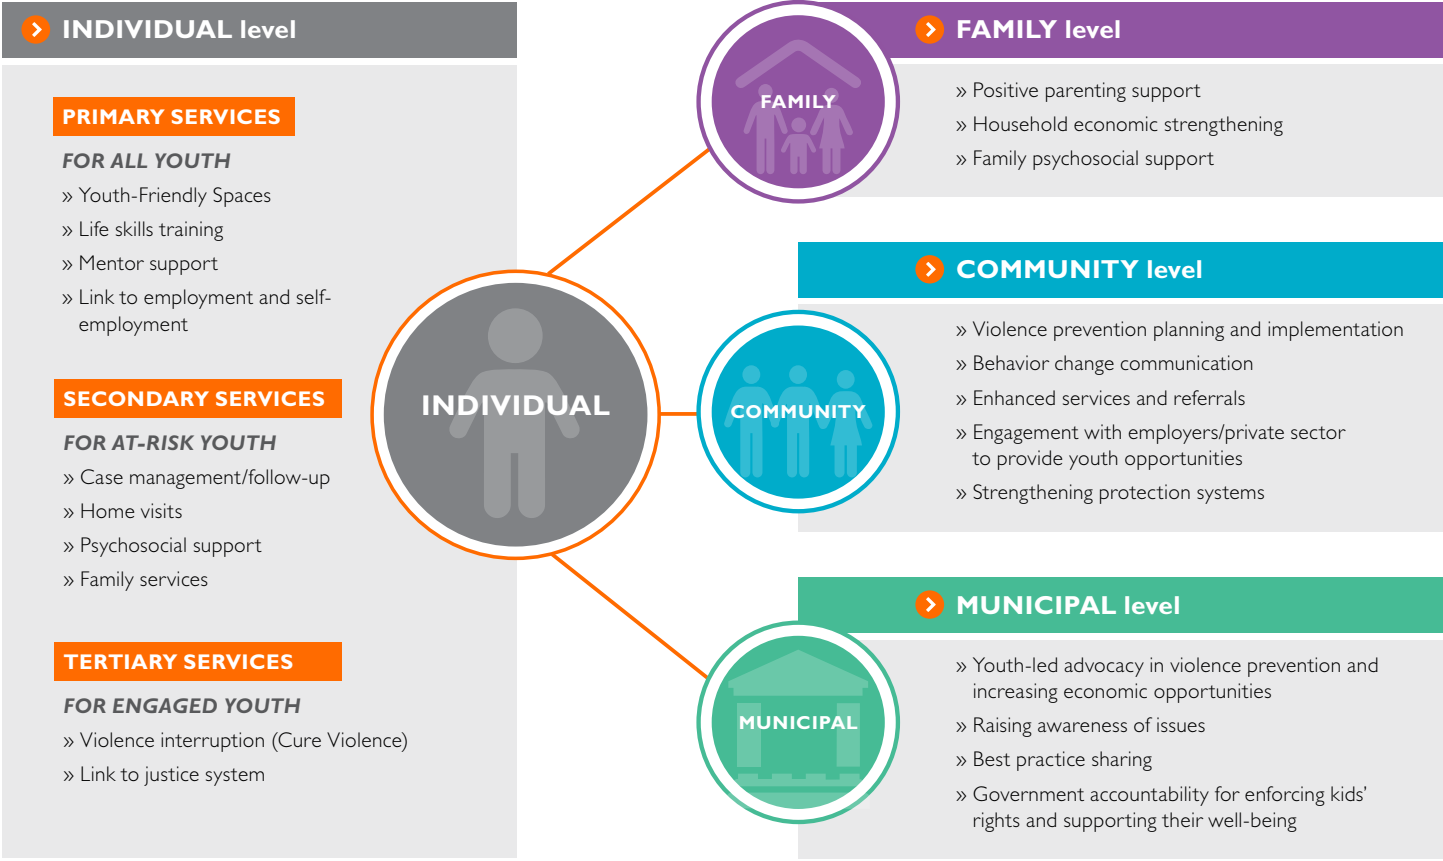 INDIVIDUAL level
PRIMARY SERVICES
FOR ALL YOUTH
» Youth-Friendly Spaces
» Life skills training
» Mentor support
» Link to employment and self-
employment
SECONDARY SERVICES
FOR AT-RISK YOUTH
» Case management/follow-up
» Home visits
» Psychosocial support
» Family services
TERTIARY SERVICES
FOR ENGAGED YOUTH
» Violence interruption (Cure Violence)
» Link to justice system
INDIVIDUAL
FAMILY
FAMILY level
» Positive parenting support
» Household economic strengthening
» Family psychosocial support
COMMUNITY
COMMUNITY level
» Violence prevention planning and implementation
» Behavior change communication
» Enhanced services and referrals
» Engagement with employers/private sector
to provide youth opportunities
» Strengthening protection systems
MUNICIPAL
MUNICIPAL level
» Youth-led advocacy in violence prevention and
increasing economic opportunities
» Raising awareness of issues
» Best practice sharing
» Government accountability for enforcing kids’
rights and supporting their well-being